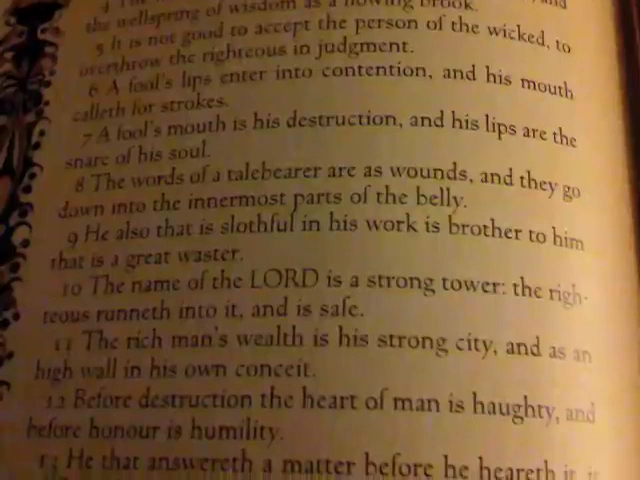 the wellspring of wisdom as a flowing brook.
5 It is not good to accept the person of the wicked, to
overthrow the righteous in judgment.
6 A fool's lips enter into contention, and his mouth
calleth for strokes.
7 A fool's mouth is his destruction, and his lips are the
snare of his soul.
8 The words of a talebearer are as wounds, and they go
down into the innermost parts of the belly.
9 He also that is slothful in his work is brother to him
that is a great waster.
10 The name of the LORD is a strong tower: the righ-
teous runneth into it, and is safe.
11 The rich man's wealth is his strong city, and as an
high wall in his own conceit.
12 Before destruction the heart of man is haughty, and
before honour is humility.
13 He that answereth a matter before he heareth it